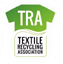 TRA
TEXTILE
RECYCLING
ASSOCIATION